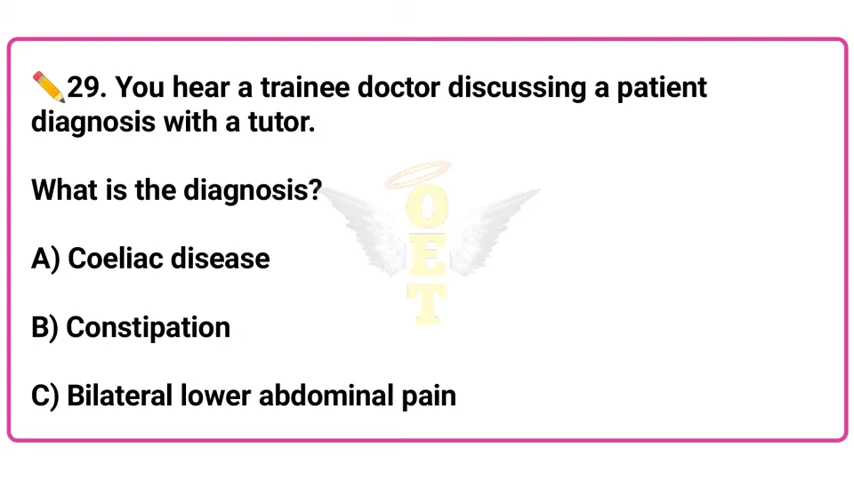 ✏️29. You hear a trainee doctor discussing a patient
diagnosis with a tutor.
What is the diagnosis?
A) Coeliac disease
B) Constipation
C) Bilateral lower abdominal pain
OET